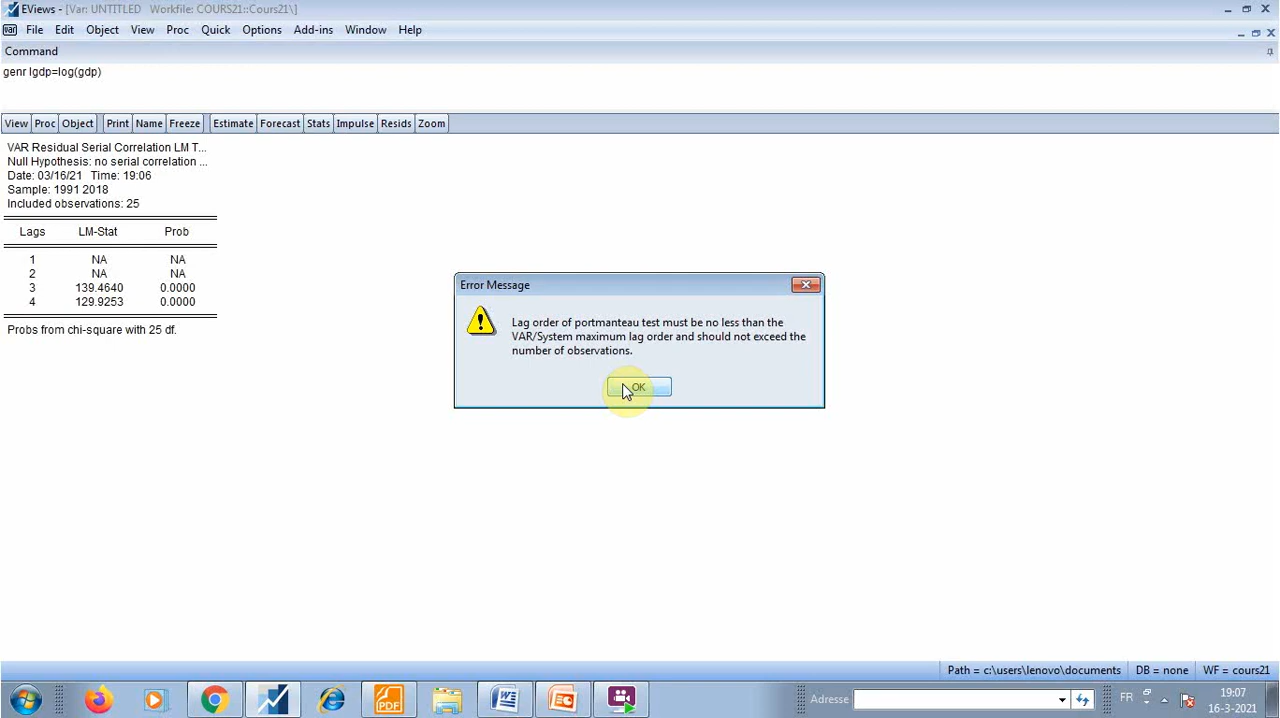 EViews - [Var: UNTITLED   Workfile: COURS21::Cours21\]
File Edit Object View Proc Quick Options Add-ins Window Help
Command
genr lgdp=log(gdp)
View Proc Object Print Name Freeze Estimate Forecast Stats Impulse Resids Zoom
VAR Residual Serial Correlation LM T...
Null Hypothesis: no serial correlation ...
Date: 03/16/21   Time: 19:06
Sample: 1991 2018
Included observations: 25
Lags LM-Stat Prob
1 NA NA
2 NA NA
3 139.4640 0.0000
4 129.9253 0.0000
Probs from chi-square with 25 df.
Error Message
Lag order of portmanteau test must be no less than the
VAR/System maximum lag order and should not exceed the
number of observations.
OK
Path = c:\users\lenovo\documents DB = none WF = cours21
Adresse FR 19:07
16-3-2021